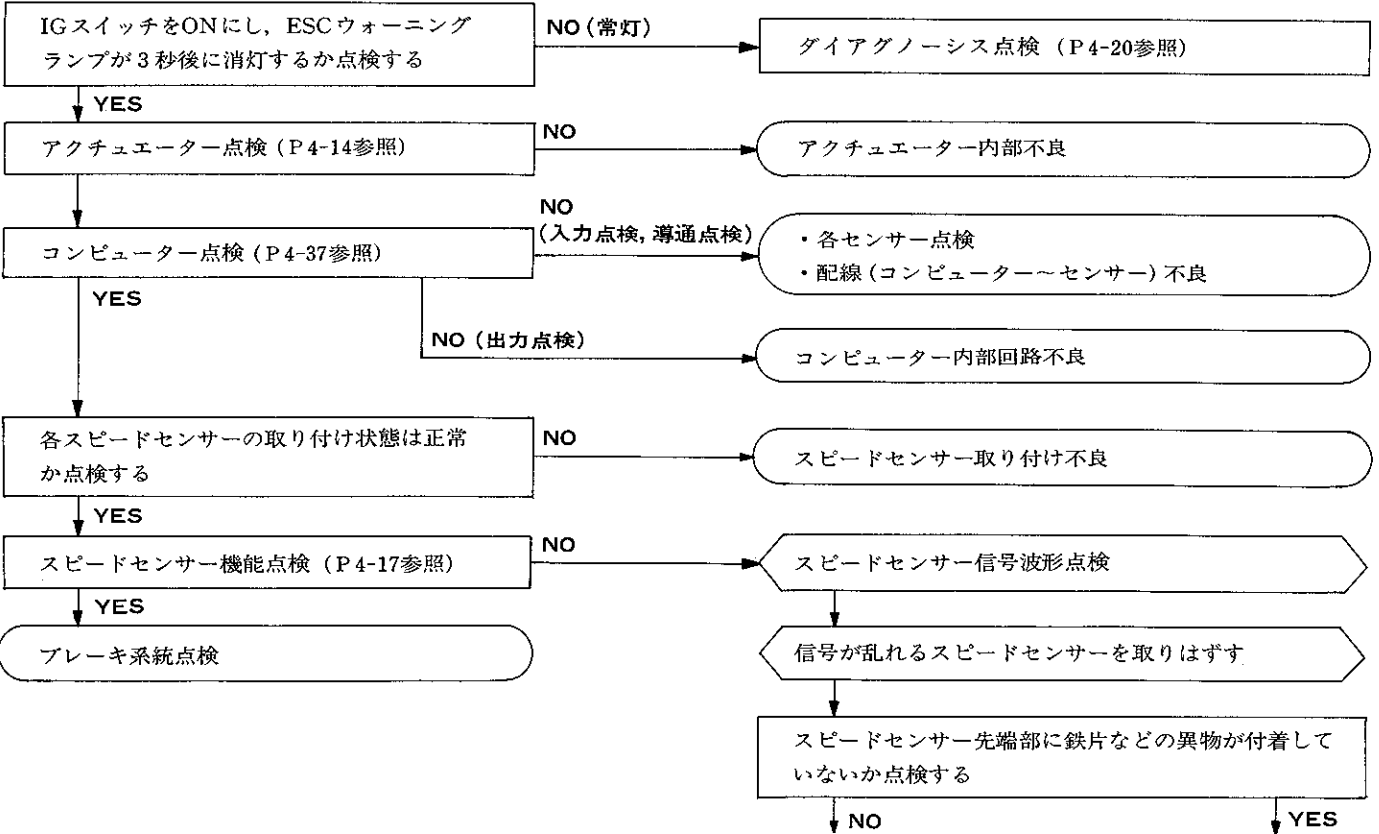 IGスイッチをONにし，ESCウォーニング
ランプが3秒後に消灯するか点検する
NO (常灯)
ダイアグノーシス点検 (P4-20参照)
YES
アクチュエーター点検 (P4-14参照)
NO
アクチュエーター内部不良
コンピューター点検 (P4-37参照)
NO
(入力点検, 導通点検)
・各センサー点検
・配線 (コンピューター～センサー) 不良
YES
NO (出力点検)
コンピューター内部回路不良
各スピードセンサーの取り付け状態は正常
か点検する
NO
スピードセンサー取り付け不良
YES
スピードセンサー機能点検 (P4-17参照)
NO
スピードセンサー信号波形点検
YES
ブレーキ系統点検
信号が乱れるスピードセンサーを取りはずす
スピードセンサー先端部に鉄片などの異物が付着して
いないか点検する
NO
YES